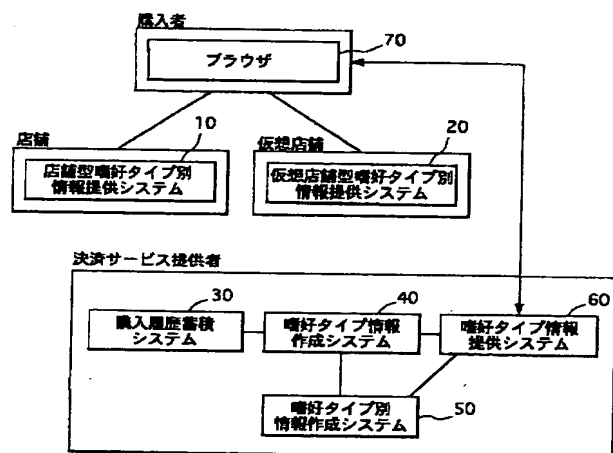 購入者
70
ブラウザ
店舗
10
店舗型嗜好タイプ別
情報提供システム
仮想店舗
20
仮想店舗型嗜好タイプ別
情報提供システム
決済サービス提供者
30
購入履歴蓄積
システム
40
嗜好タイプ情報
作成システム
60
嗜好タイプ情報
提供システム
嗜好タイプ別
情報作成システム
50